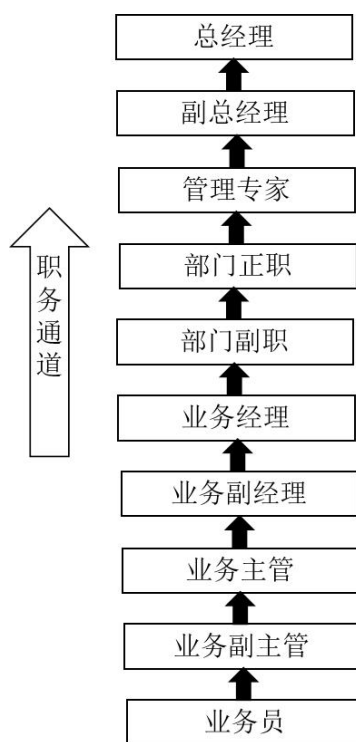 总经理
副总经理
管理专家
部门正职
职务通道
部门副职
业务经理
业务副经理
业务主管
业务副主管
业务员